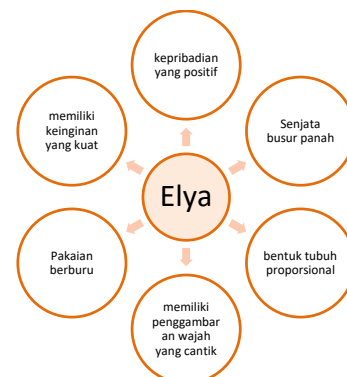 kepribadian
yang positif
memiliki
keinginan
yang kuat
Senjata
busur panah
Elya
Pakaian
berburu
bentuk tubuh
proporsional
memiliki
penggambar
an wajah
yang cantik